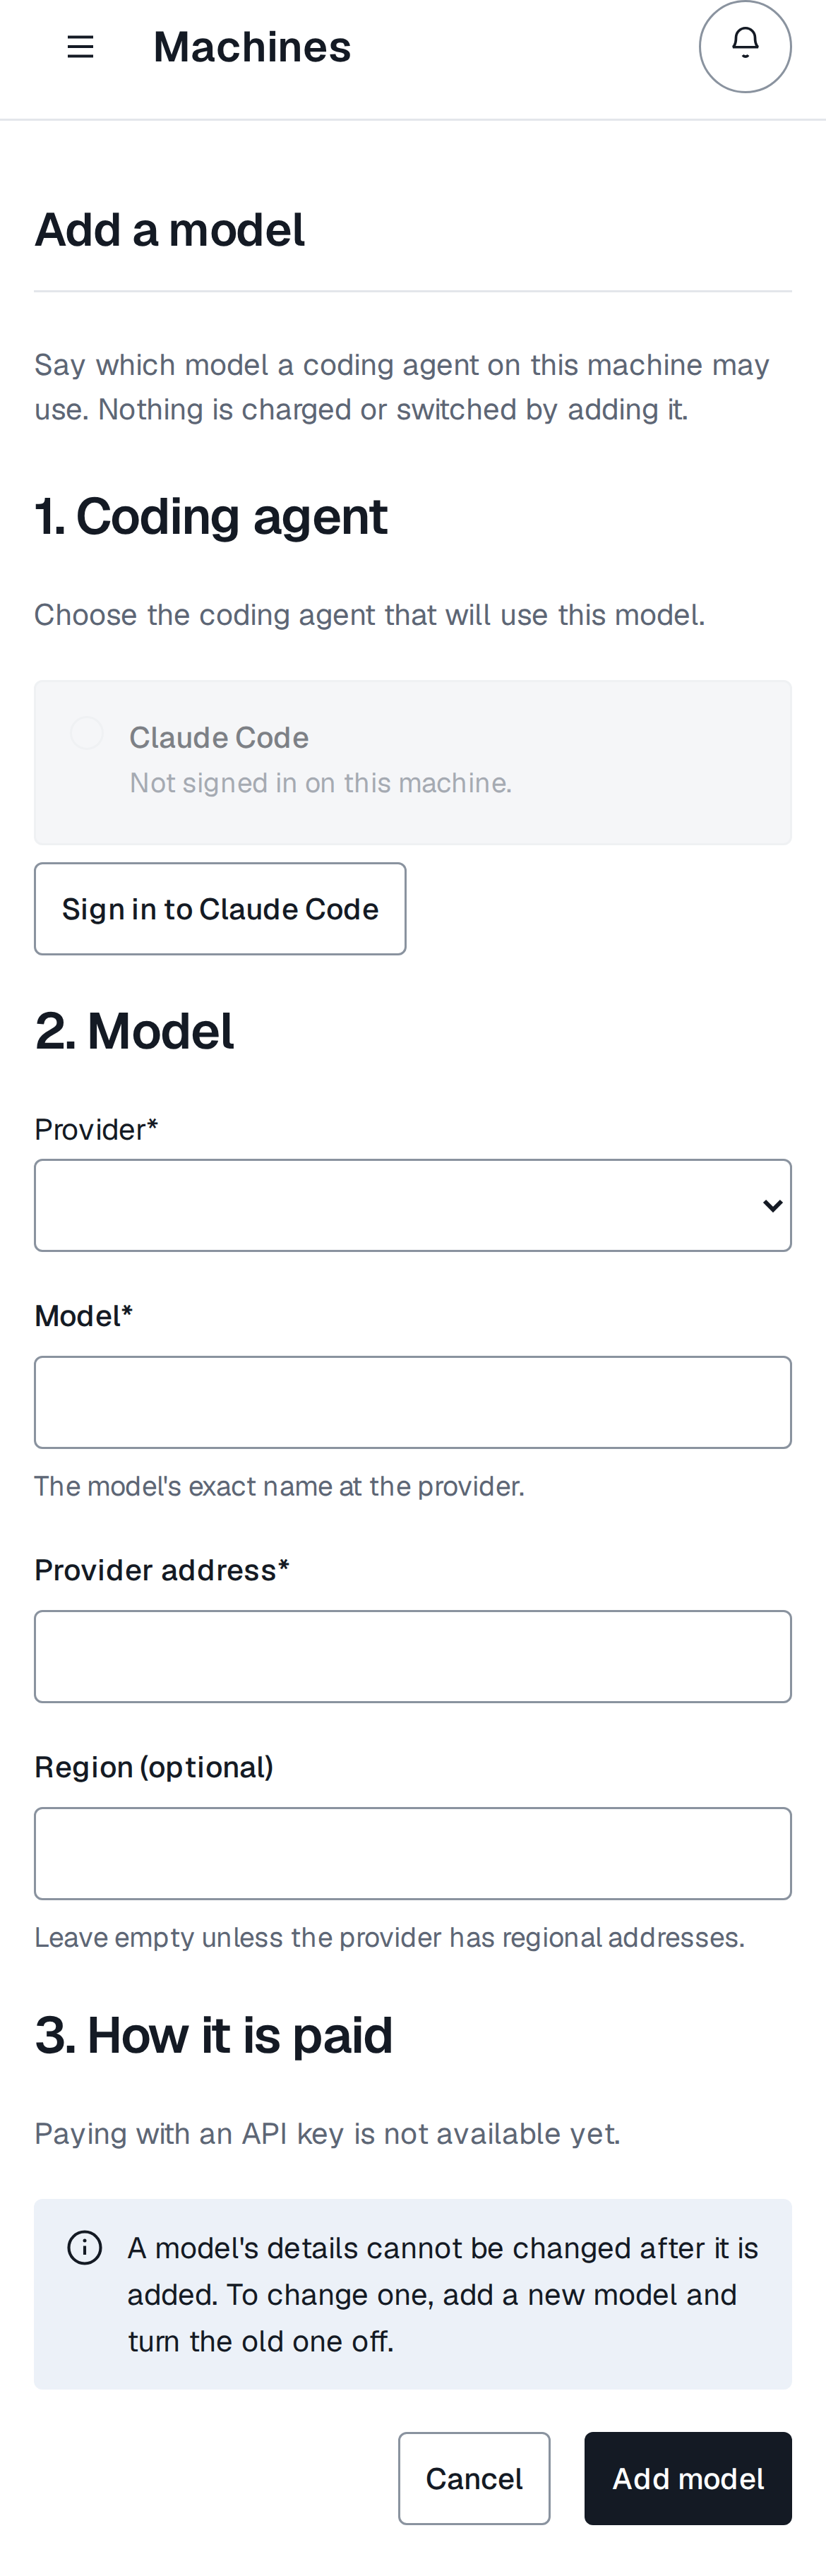 Machines
Add a model
Say which model a coding agent on this machine may
use. Nothing is charged or switched by adding it.
1. Coding agent
Choose the coding agent that will use this model.
Claude Code
Not signed in on this machine.
Sign in to Claude Code
2. Model
Provider*
Model*
The model's exact name at the provider.
Provider address*
Region (optional)
Leave empty unless the provider has regional addresses.
3. How it is paid
Paying with an API key is not available yet.
A model's details cannot be changed after it is
added. To change one, add a new model and
turn the old one off.
Cancel
Add model